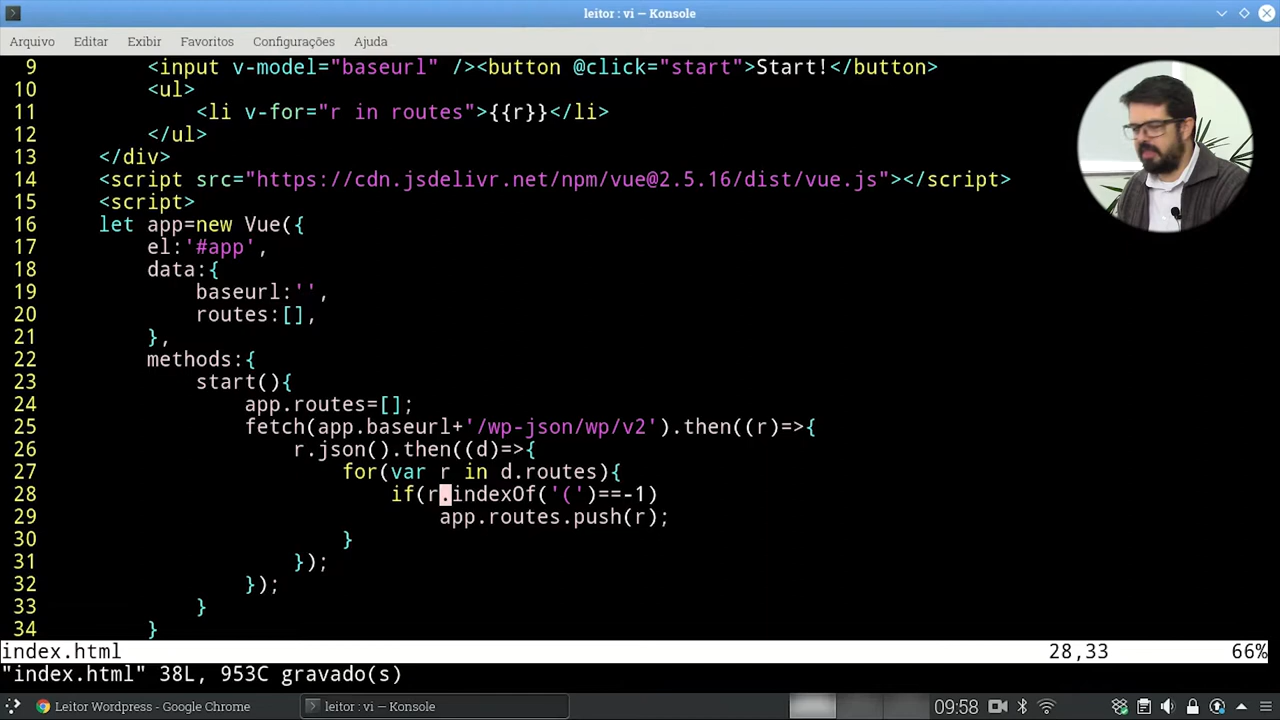 leitor : vi — Konsole
Arquivo Editar Exibir Favoritos Configurações Ajuda
9 <input v-model="baseurl" /><button @click="start">Start!</button>
10 <ul>
11 <li v-for="r in routes">{{r}}</li>
12 </ul>
13 </div>
14 <script src="https://cdn.jsdelivr.net/npm/vue@2.5.16/dist/vue.js"></script>
15 <script>
16 let app=new Vue({
17 el:'#app',
18 data:{
19 baseurl:'',
20 routes:[],
21 },
22 methods:{
23 start(){
24 app.routes=[];
25 fetch(app.baseurl+'/wp-json/wp/v2').then((r)=>{
26 r.json().then((d)=>{
27 for(var r in d.routes){
28 if(r.indexOf('(')==-1)
29 app.routes.push(r);
30 }
31 });
32 });
33 }
34 }
index.html 28,33 66%
"index.html" 38L, 953C gravado(s)
Leitor Wordpress - Google Chrome leitor : vi — Konsole 09:58